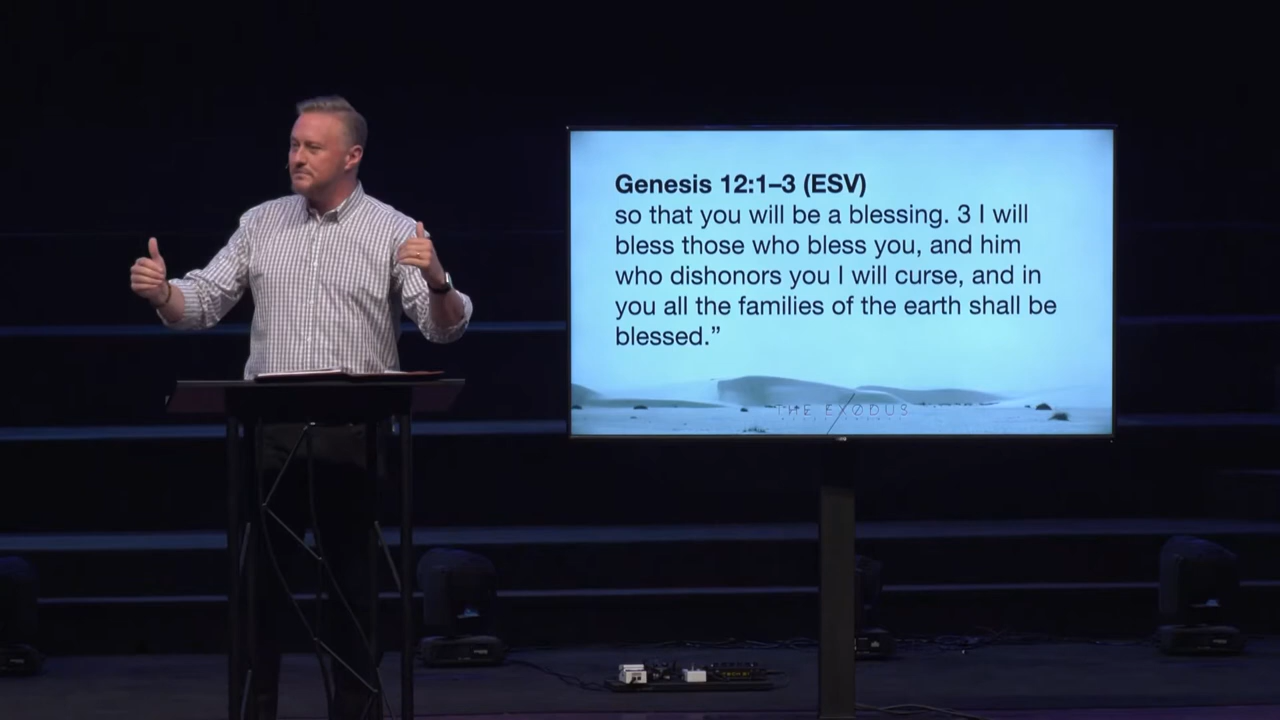 Genesis 12:1–3 (ESV)
so that you will be a blessing. 3 I will
bless those who bless you, and him
who dishonors you I will curse, and in
you all the families of the earth shall be
blessed.”
THE EXODUS